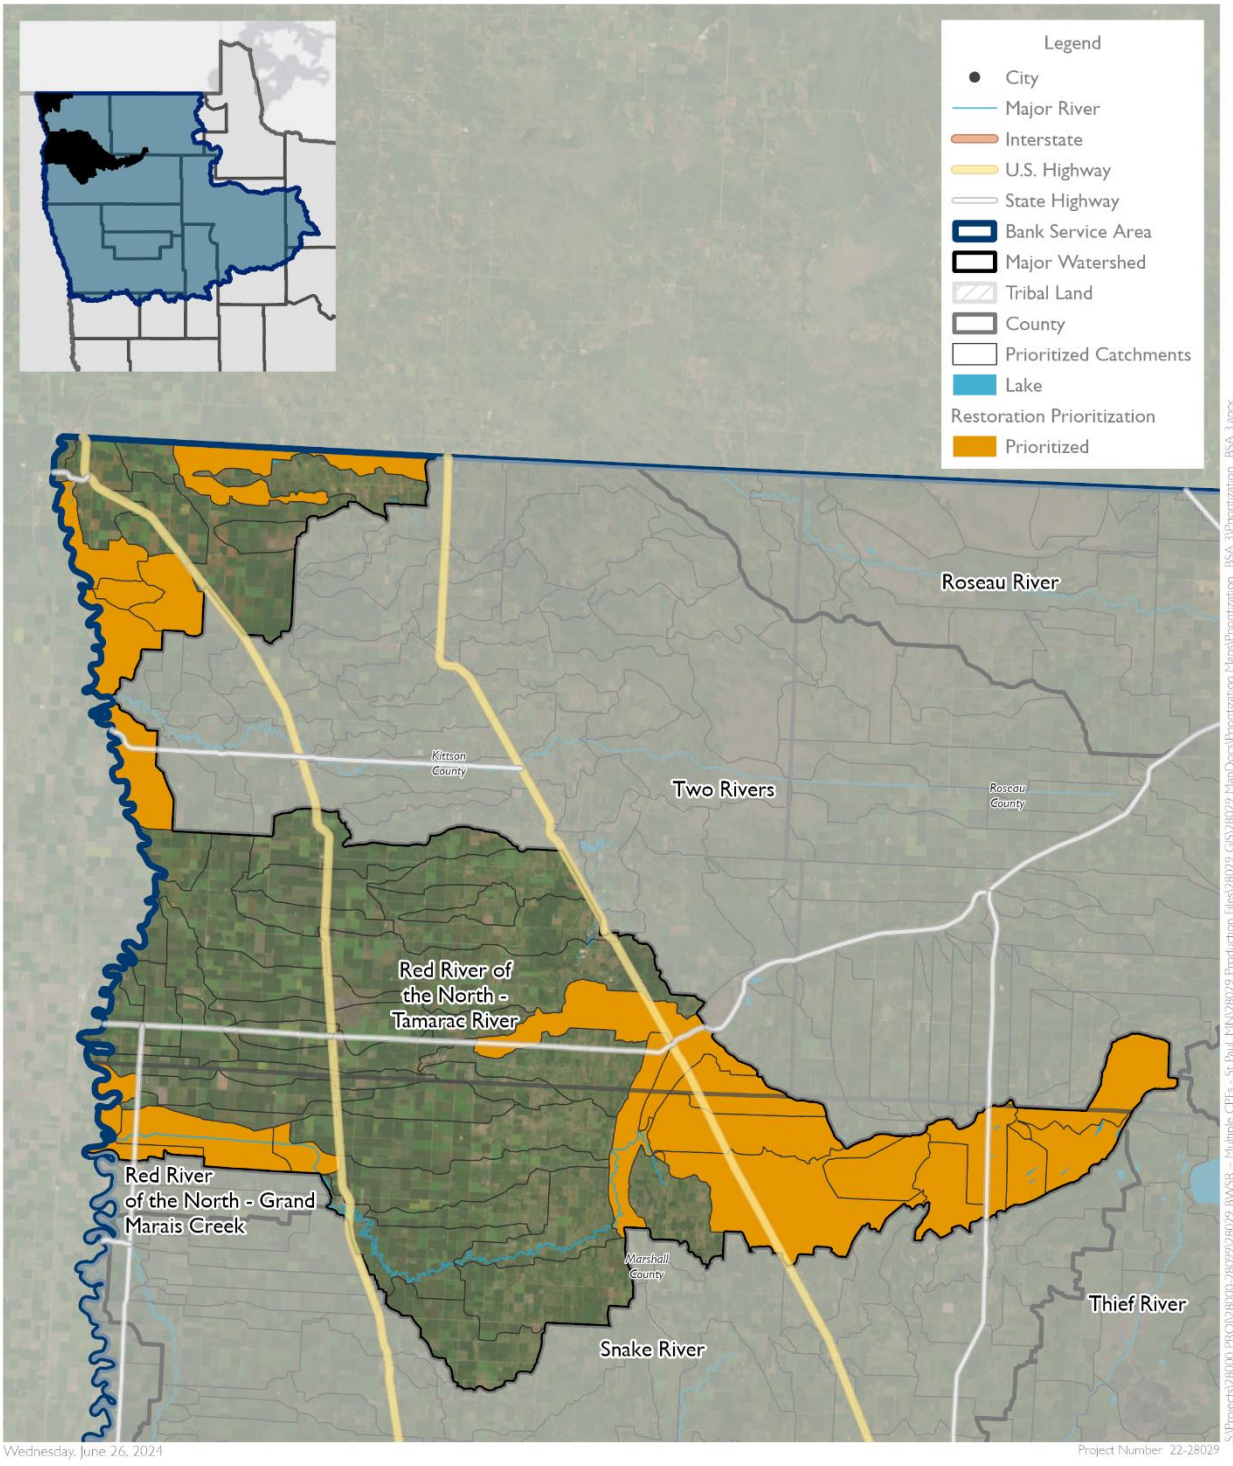 Legend
City
Major River
Interstate
U.S. Highway
State Highway
Bank Service Area
Major Watershed
Tribal Land
County
Prioritized Catchments
Lake
Restoration Prioritization
Prioritized
Roseau River
Kittson
County
Two Rivers
Roseau
County
Red River of
the North -
Tamarac River
Red River
of the North - Grand
Marais Creek
Marshall
County
Thief River
Snake River
Wednesday, June 26, 2024
Project Number 22-28029